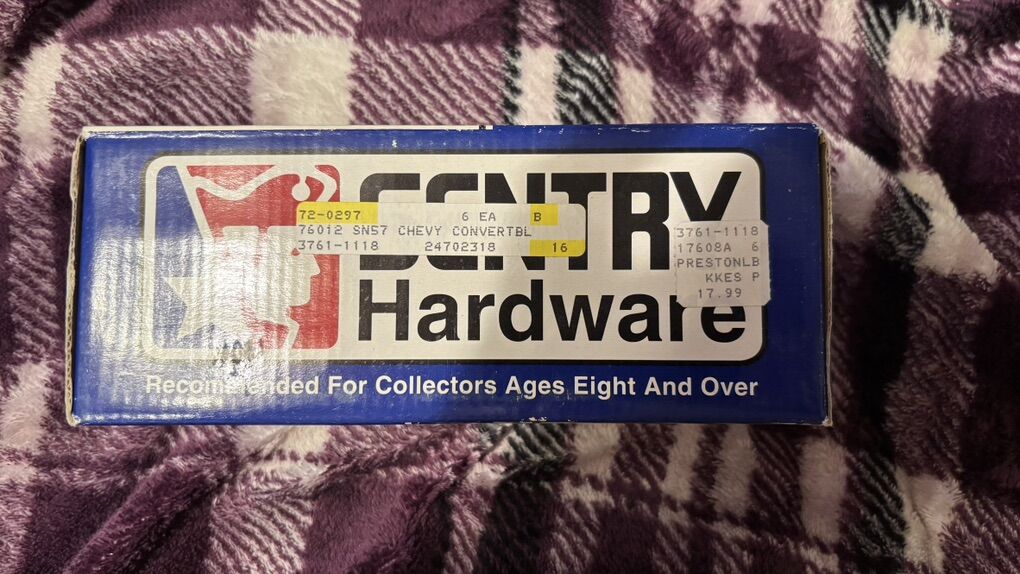 SENTRY
Hardware
72-0297 6 EA B
76012 SN57 CHEVY CONVERTBL
3761-1118 24702318 16
3761-1118
17608A 6
PRESTONLB
KKES P
17.99
Recommended For Collectors Ages Eight And Over